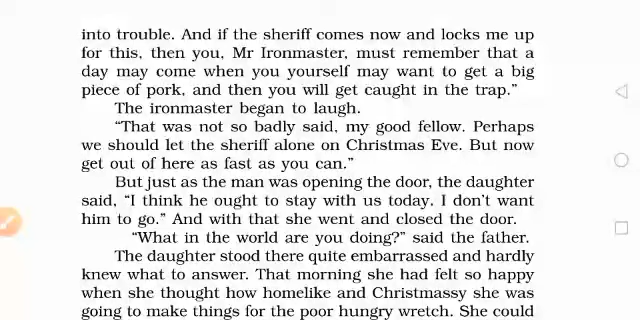 into trouble. And if the sheriff comes now and locks me up
for this, then you, Mr Ironmaster, must remember that a
day may come when you yourself may want to get a big
piece of pork, and then you will get caught in the trap.”
The ironmaster began to laugh.
“That was not so badly said, my good fellow. Perhaps
we should let the sheriff alone on Christmas Eve. But now
get out of here as fast as you can.”
But just as the man was opening the door, the daughter
said, “I think he ought to stay with us today. I don’t want
him to go.” And with that she went and closed the door.
“What in the world are you doing?” said the father.
The daughter stood there quite embarrassed and hardly
knew what to answer. That morning she had felt so happy
when she thought how homelike and Christmassy she was
going to make things for the poor hungry wretch. She could